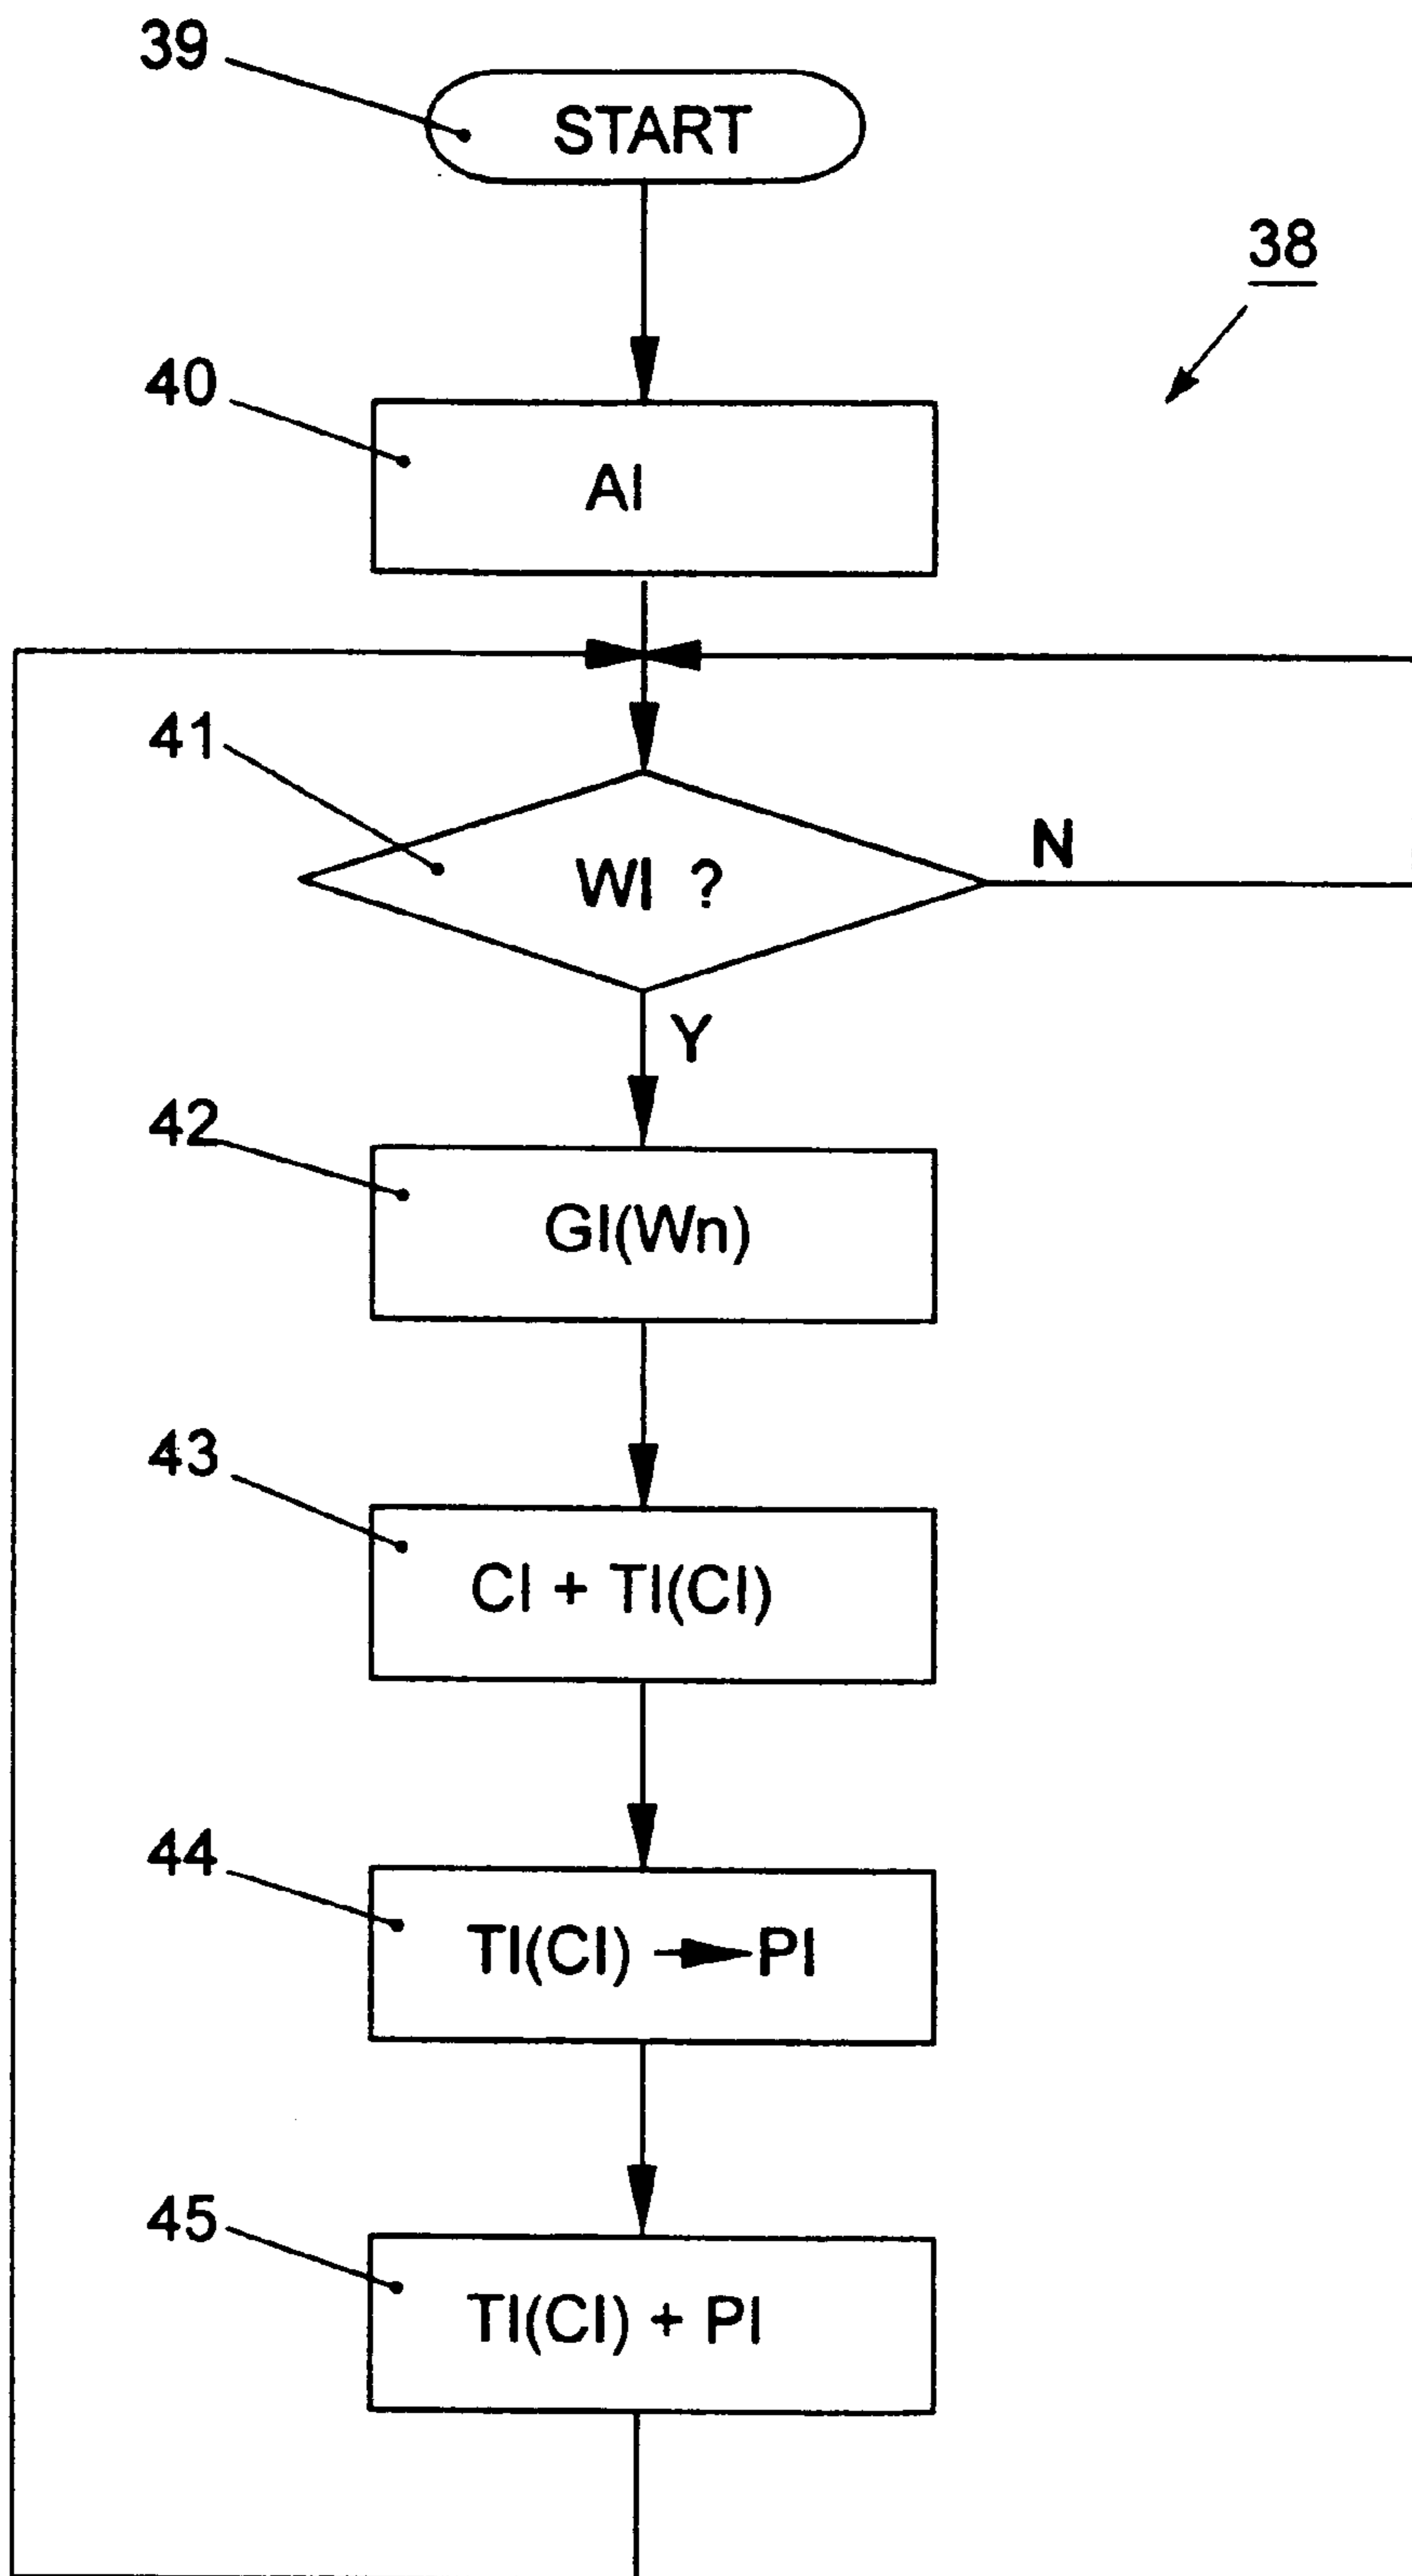 39
START
38
40
AI
41
WI ?
N
Y
42
GI(Wn)
43
CI + TI(CI)
44
TI(CI) → PI
45
TI(CI) + PI